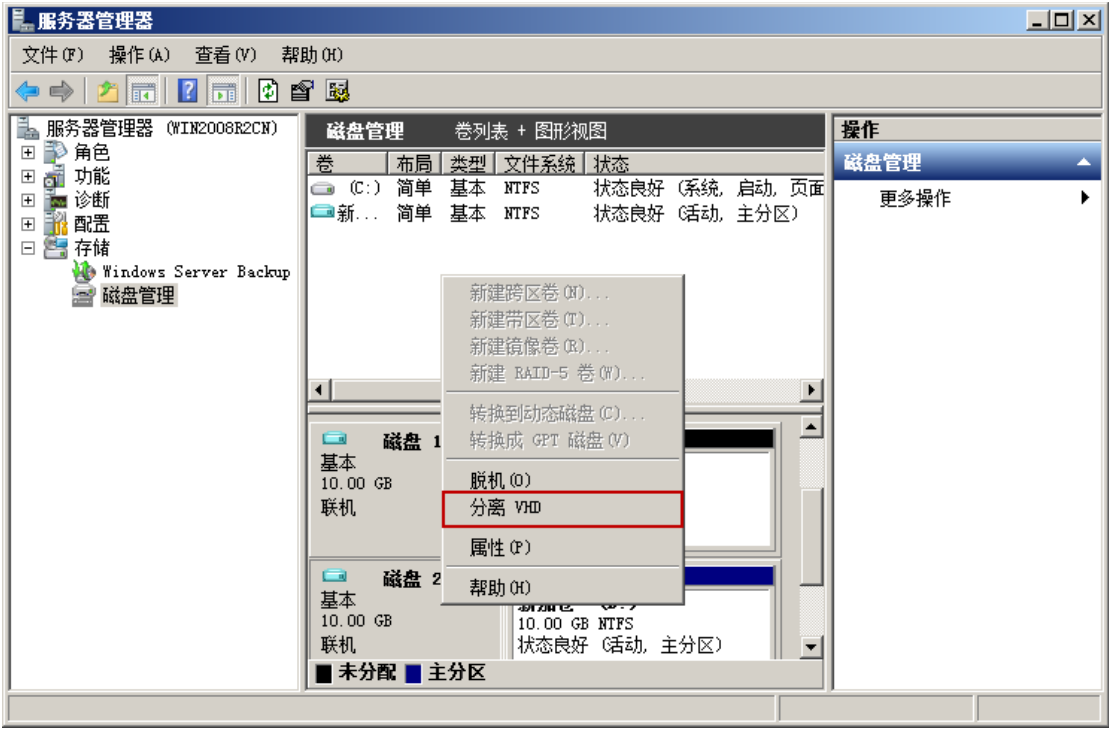 服务器管理器
文件(F) 操作(A) 查看(V) 帮助(H)
服务器管理器 (WIN2008R2CN)
角色
功能
诊断
配置
存储
Windows Server Backup
磁盘管理
磁盘管理 卷列表 + 图形视图
卷 布局 类型 文件系统 状态
(C:) 简单 基本 NTFS 状态良好 (系统, 启动, 页面
新... 简单 基本 NTFS 状态良好 (活动, 主分区)
新建跨区卷(N)...
新建带区卷(T)...
新建镜像卷(R)...
新建 RAID-5 卷(W)...
转换到动态磁盘(C)...
转换成 GPT 磁盘(V)
脱机(O)
分离 VHD
属性(P)
帮助(H)
磁盘 1
基本
10.00 GB
联机
磁盘 2
基本
10.00 GB
联机
10.00 GB NTFS
状态良好 (活动, 主分区)
未分配 主分区
操作
磁盘管理
更多操作